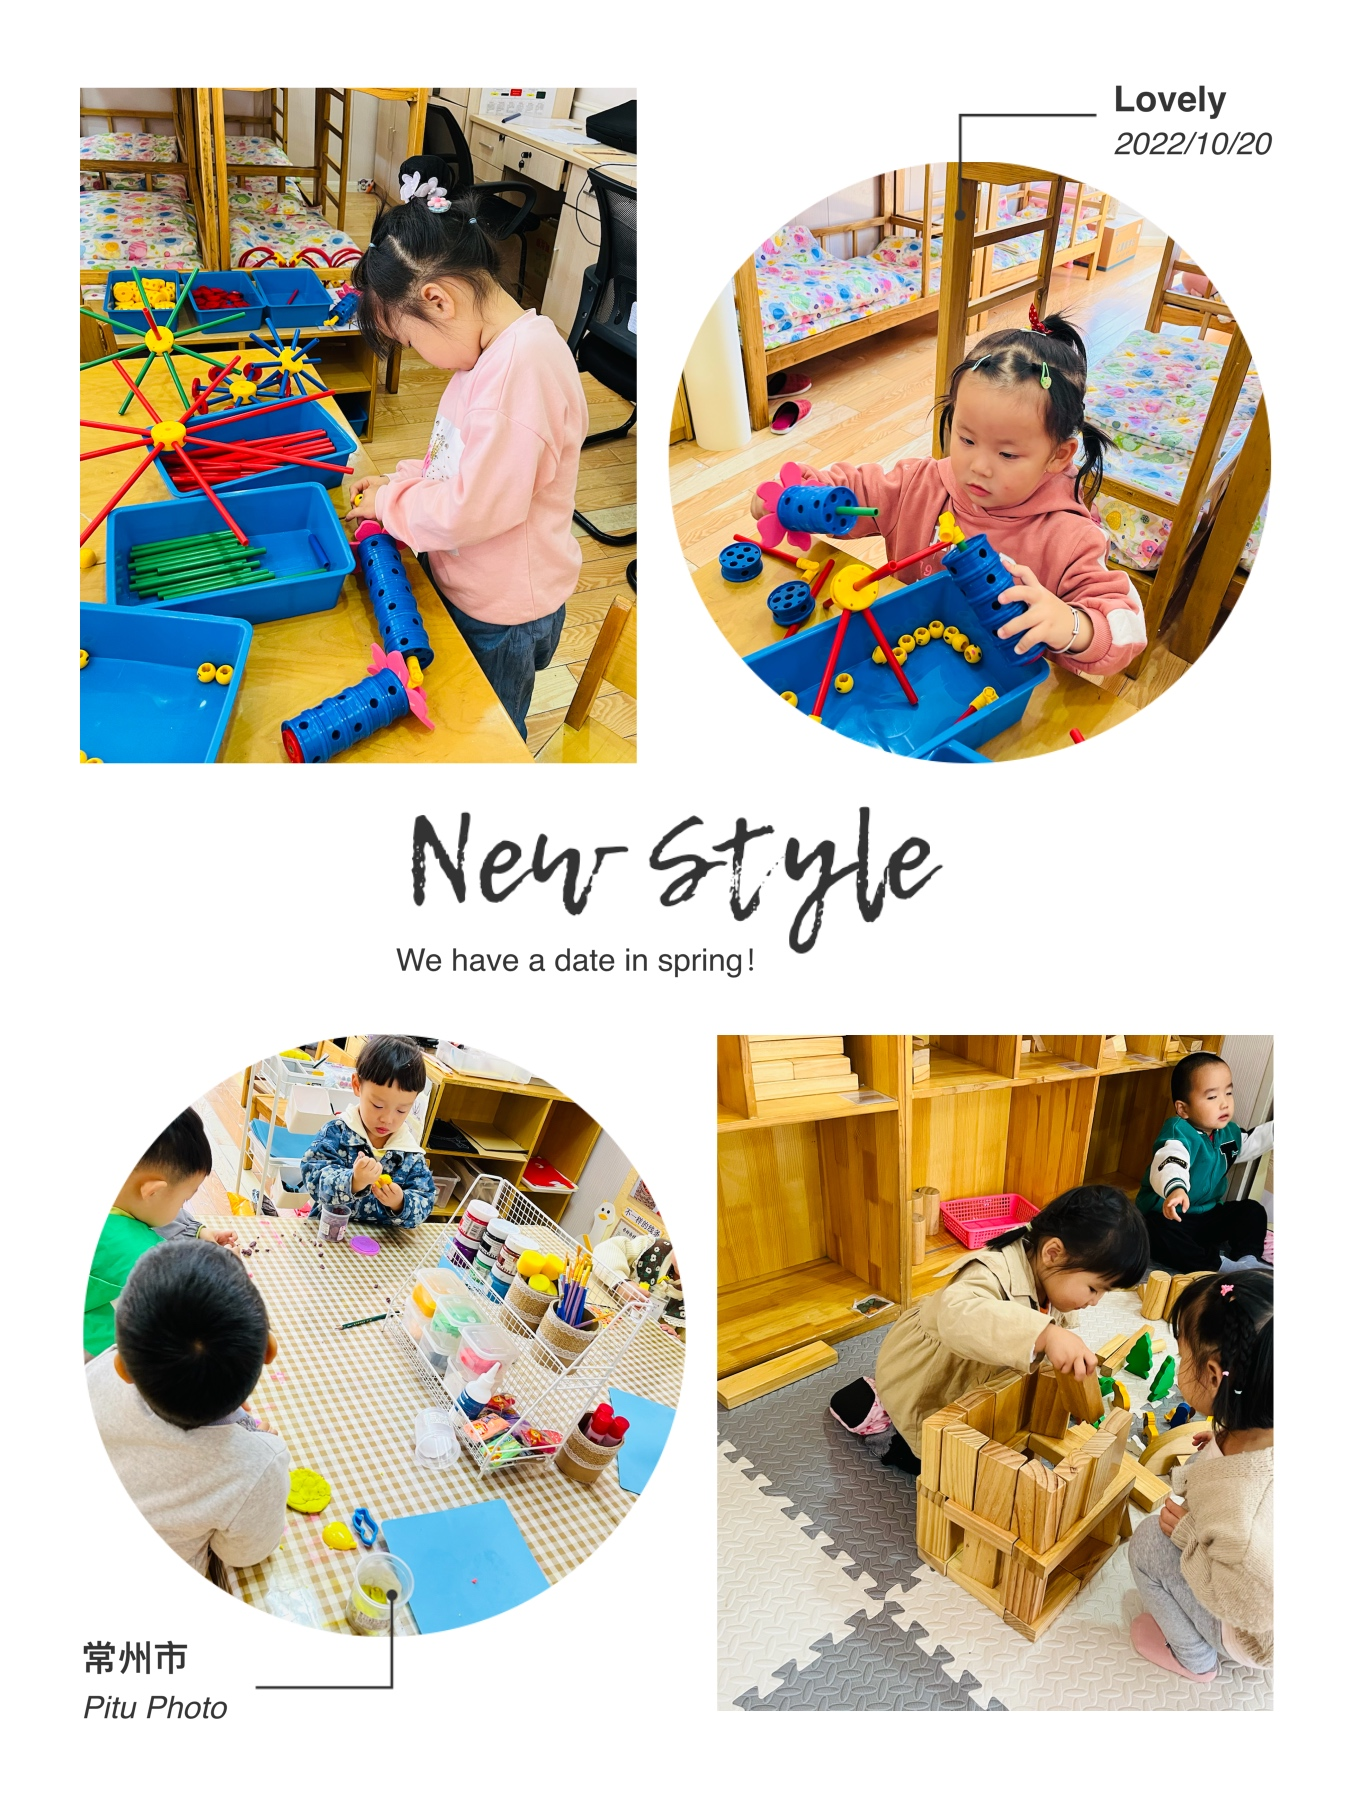 Lovely
2022/10/20
New Style
We have a date in spring!
常州市
Pitu Photo